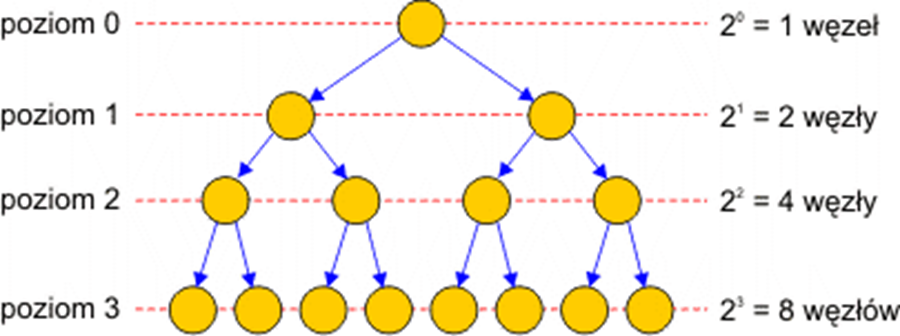 poziom 0 2⁰ = 1 węzeł
poziom 1 2¹ = 2 węzły
poziom 2 2² = 4 węzły
poziom 3 2³ = 8 węzłów